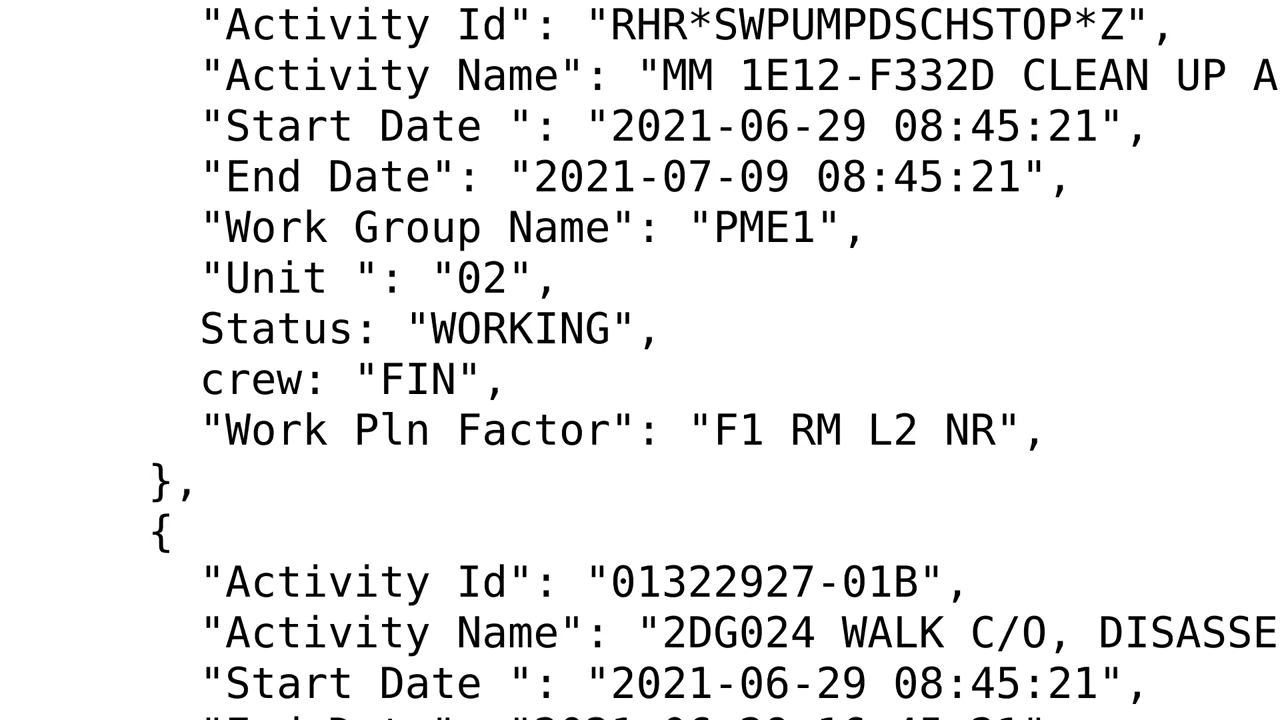 "Activity Id": "RHR*SWPUMPDSCHSTOP*Z",
"Activity Name": "MM 1E12-F332D CLEAN UP A
"Start Date ": "2021-06-29 08:45:21",
"End Date": "2021-07-09 08:45:21",
"Work Group Name": "PME1",
"Unit ": "02",
Status: "WORKING",
crew: "FIN",
"Work Pln Factor": "F1 RM L2 NR",
},
{
"Activity Id": "01322927-01B",
"Activity Name": "2DG024 WALK C/O, DISASSE
"Start Date ": "2021-06-29 08:45:21",